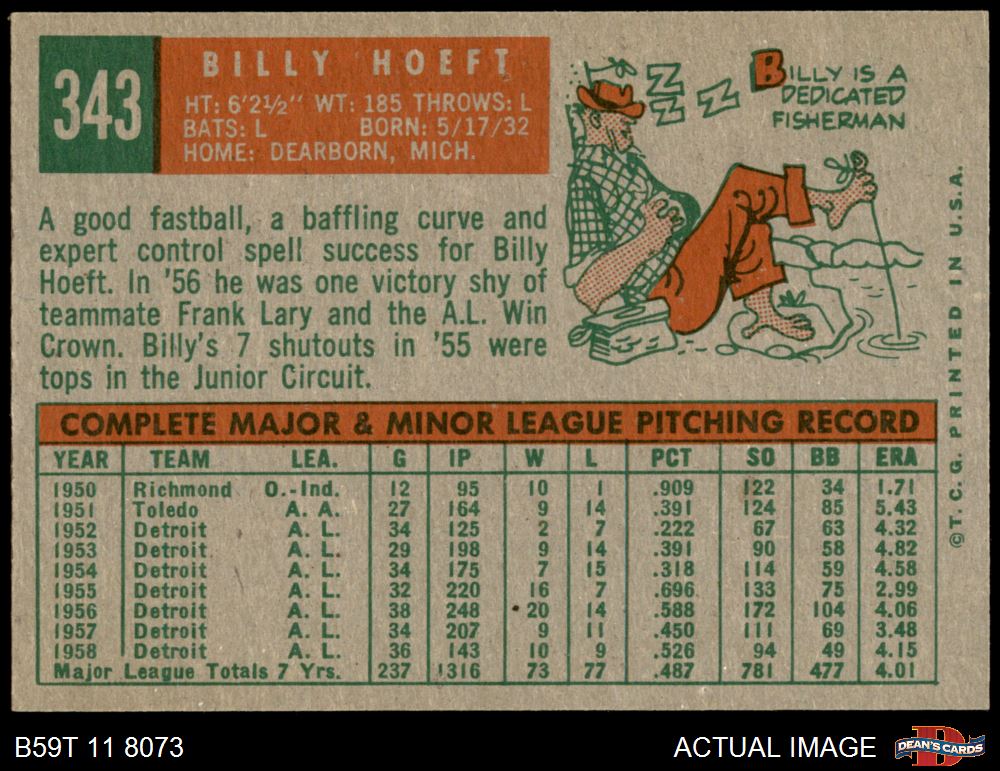 343
BILLY HOEFT
HT: 6'2½" WT: 185 THROWS: L
BATS: L BORN: 5/17/32
HOME: DEARBORN, MICH.
Z Z Z Z
BILLY IS A
DEDICATED
FISHERMAN
A good fastball, a baffling curve and
expert control spell success for Billy
Hoeft. In '56 he was one victory shy of
teammate Frank Lary and the A.L. Win
Crown. Billy's 7 shutouts in '55 were
tops in the Junior Circuit.
COMPLETE MAJOR & MINOR LEAGUE PITCHING RECORD
YEAR TEAM LEA. G IP W L PCT SO BB ERA
1950 Richmond O.-Ind. 12 95 10 1 .909 122 34 1.71
1951 Toledo A. A. 27 164 9 14 .391 124 85 5.43
1952 Detroit A. L. 34 125 2 7 .222 67 63 4.32
1953 Detroit A. L. 29 198 9 14 .391 90 58 4.82
1954 Detroit A. L. 34 175 7 15 .318 114 59 4.58
1955 Detroit A. L. 32 220 16 7 .696 133 75 2.99
1956 Detroit A. L. 38 248 •20 14 .588 172 104 4.06
1957 Detroit A. L. 34 207 9 11 .450 111 69 3.48
1958 Detroit A. L. 36 143 10 9 .526 94 49 4.15
Major League Totals 7 Yrs. 237 1316 73 77 .487 781 477 4.01
©T. C. G. PRINTED IN U.S.A.
B59T 11 8073
ACTUAL IMAGE
D
DEAN'S CARDS